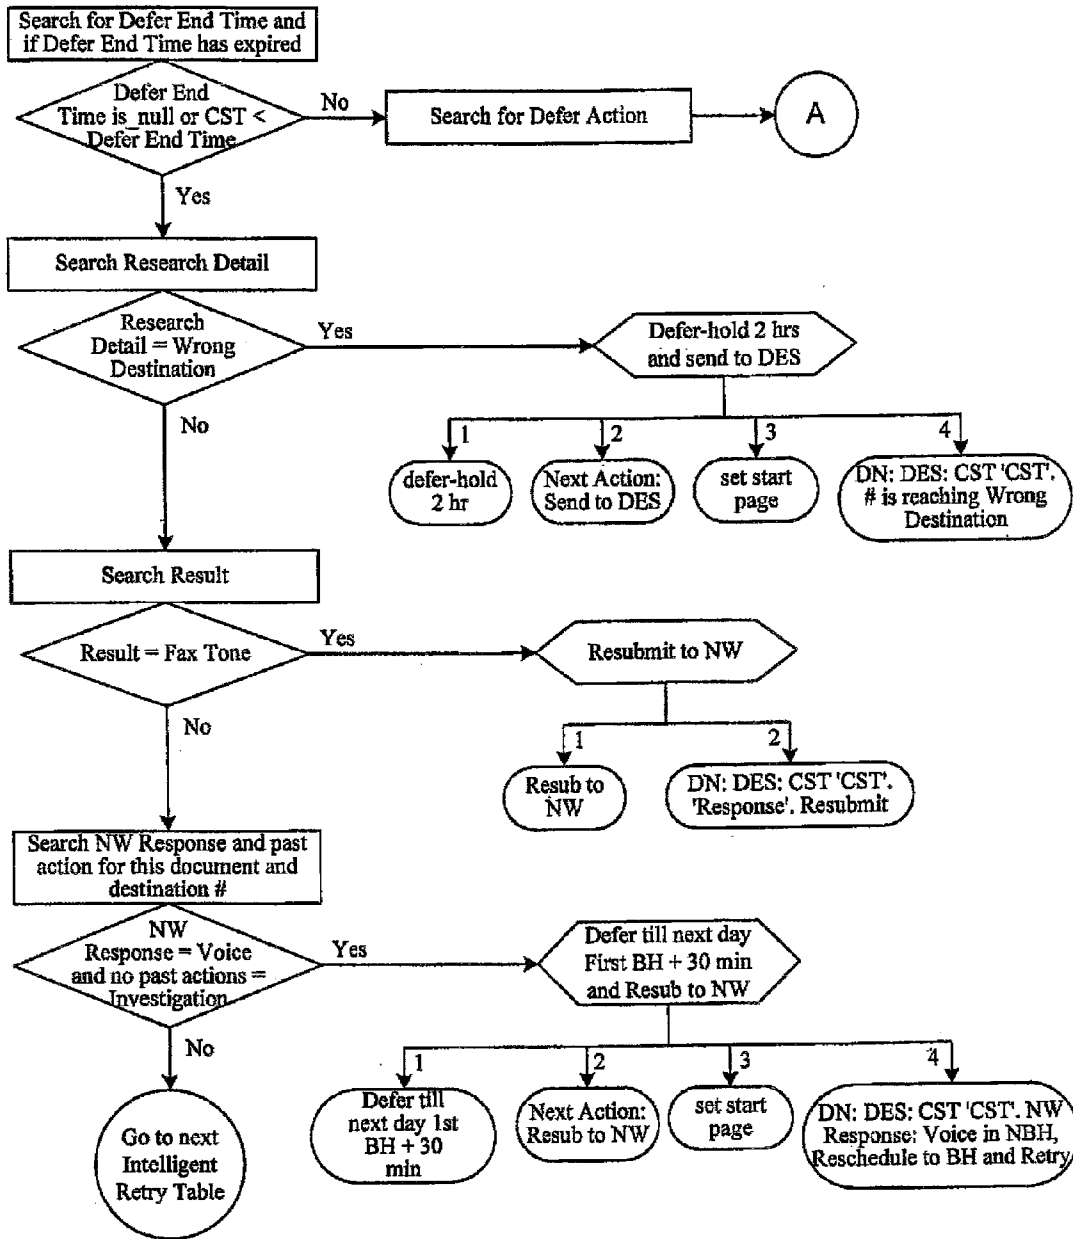 Search for Defer End Time and
if Defer End Time has expired
Defer End
Time is_null or CST <
Defer End Time
No
Search for Defer Action
A
Yes
Search Research Detail
Research
Detail = Wrong
Destination
Yes
Defer-hold 2 hrs
and send to DES
No
1
2
3
4
defer-hold
2 hr
Next Action:
Send to DES
set start
page
DN: DES: CST 'CST'.
# is reaching Wrong
Destination
Search Result
Result = Fax Tone
Yes
Resubmit to NW
No
1
2
Resub to
NW
DN: DES: CST 'CST'.
'Response'. Resubmit
Search NW Response and past
action for this document and
destination #
NW
Response = Voice
and no past actions =
Investigation
Yes
Defer till next day
First BH + 30 min
and Resub to NW
No
1
2
3
4
Defer till
next day 1st
BH + 30
min
Next Action:
Resub to NW
set start
page
DN: DES: CST 'CST'. NW
Response: Voice in NBH,
Reschedule to BH and Retry
Go to next
Intelligent
Retry Table